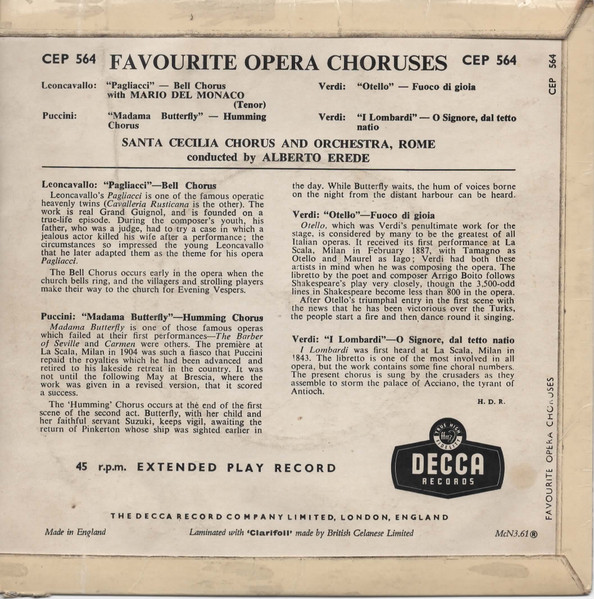 CEP 564 FAVOURITE OPERA CHORUSES CEP 564
Leoncavallo: “Pagliacci” — Bell Chorus
with MARIO DEL MONACO
(Tenor)
Puccini: “Madama Butterfly” — Humming
Chorus
Verdi: “Otello” — Fuoco di gioia
Verdi: “I Lombardi” — O Signore, dal tetto
natio
SANTA CECILIA CHORUS AND ORCHESTRA, ROME
conducted by ALBERTO EREDE
Leoncavallo: “Pagliacci”—Bell Chorus
Leoncavallo's Pagliacci is one of the famous operatic
heavenly twins (Cavalleria Rusticana is the other). The
work is real Grand Guignol, and is founded on a
true-life episode. During the composer's youth, his
father, who was a judge, had to try a case in which a
jealous actor killed his wife after a performance; the
circumstances so impressed the young Leoncavallo
that he later adapted them as the theme for his opera
Pagliacci.
The Bell Chorus occurs early in the opera when the
church bells ring, and the villagers and strolling players
make their way to the church for Evening Vespers.
Puccini: “Madama Butterfly”—Humming Chorus
Madama Butterfly is one of those famous operas
which failed at their first performances—The Barber
of Seville and Carmen were others. The première at
La Scala, Milan in 1904 was such a fiasco that Puccini
repaid the royalties which he had been advanced and
retired to his lakeside retreat in the country. It was
not until the following May at Brescia, where the
work was given in a revised version, that it scored
a success.
The ‘Humming’ Chorus occurs at the end of the first
scene of the second act. Butterfly, with her child and
her faithful servant Suzuki, keeps vigil, awaiting the
return of Pinkerton whose ship was sighted earlier in
the day. While Butterfly waits, the hum of voices borne
on the night from the distant harbour can be heard.
Verdi: “Otello”—Fuoco di gioia
Otello, which was Verdi's penultimate work for the
stage, is considered by many to be the greatest of all
Italian operas. It received its first performance at La
Scala, Milan in February 1887, with Tamagno as
Otello and Maurel as Iago; Verdi had both these
artists in mind when he was composing the opera. The
libretto by the poet and composer Arrigo Boito follows
Shakespeare's play very closely, though the 3,500-odd
lines in Shakespeare become less than 800 in the opera.
After Otello's triumphal entry in the first scene with
the news that he has been victorious over the Turks,
the people start a fire and then dance round it singing.
Verdi: “I Lombardi”—O Signore, dal tetto natio
I Lombardi was first heard at La Scala, Milan in
1843. The libretto is one of the most involved in all
opera, but the work contains some fine choral numbers.
The present chorus is sung by the crusaders as they
assemble to storm the palace of Acciano, the tyrant of
Antioch.
H. D. R.
45 r.p.m. EXTENDED PLAY RECORD
DECCA
RECORDS
THE DECCA RECORD COMPANY LIMITED, LONDON, ENGLAND
Made in England
Laminated with ‘Clarifoil’ made by British Celanese Limited
McN3.61®
CEP 564
FAVOURITE OPERA CHORUSES